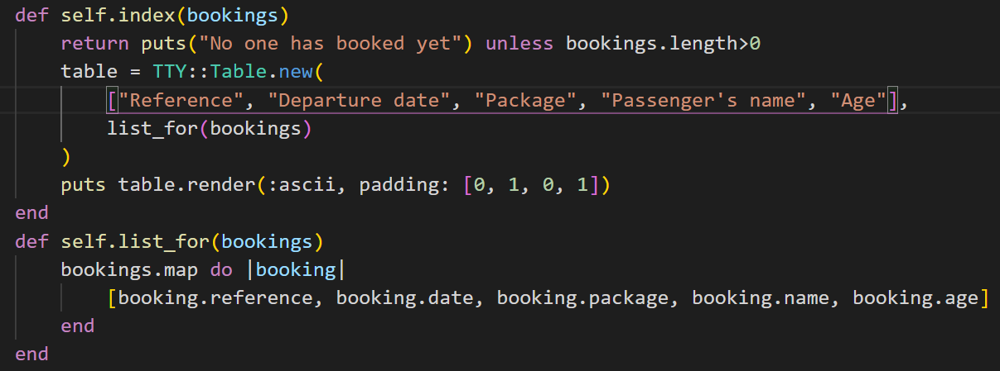 def self.index(bookings)
    return puts("No one has booked yet") unless bookings.length>0
    table = TTY::Table.new(
        ["Reference", "Departure date", "Package", "Passenger's name", "Age"],
        list_for(bookings)
    )
    puts table.render(:ascii, padding: [0, 1, 0, 1])
end
def self.list_for(bookings)
    bookings.map do |booking|
        [booking.reference, booking.date, booking.package, booking.name, booking.age]
    end
end